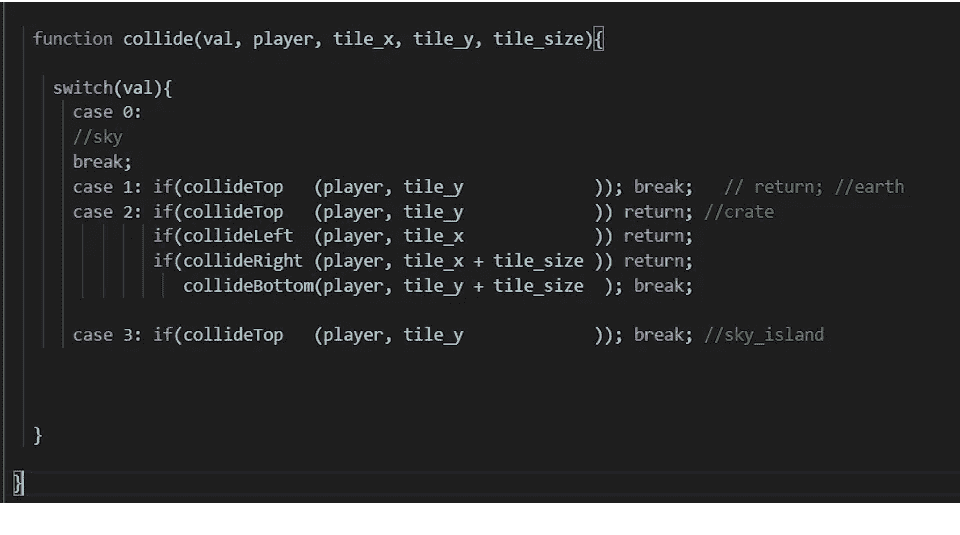 function collide(val, player, tile_x, tile_y, tile_size){
switch(val){
case 0:
//sky
break;
case 1: if(collideTop   (player, tile_y             )); break;   // return; //earth
case 2: if(collideTop   (player, tile_y             )) return; //crate
if(collideLeft  (player, tile_x             )) return;
if(collideRight (player, tile_x + tile_size )) return;
collideBottom(player, tile_y + tile_size  ); break;
case 3: if(collideTop   (player, tile_y             )); break; //sky_island
}
}